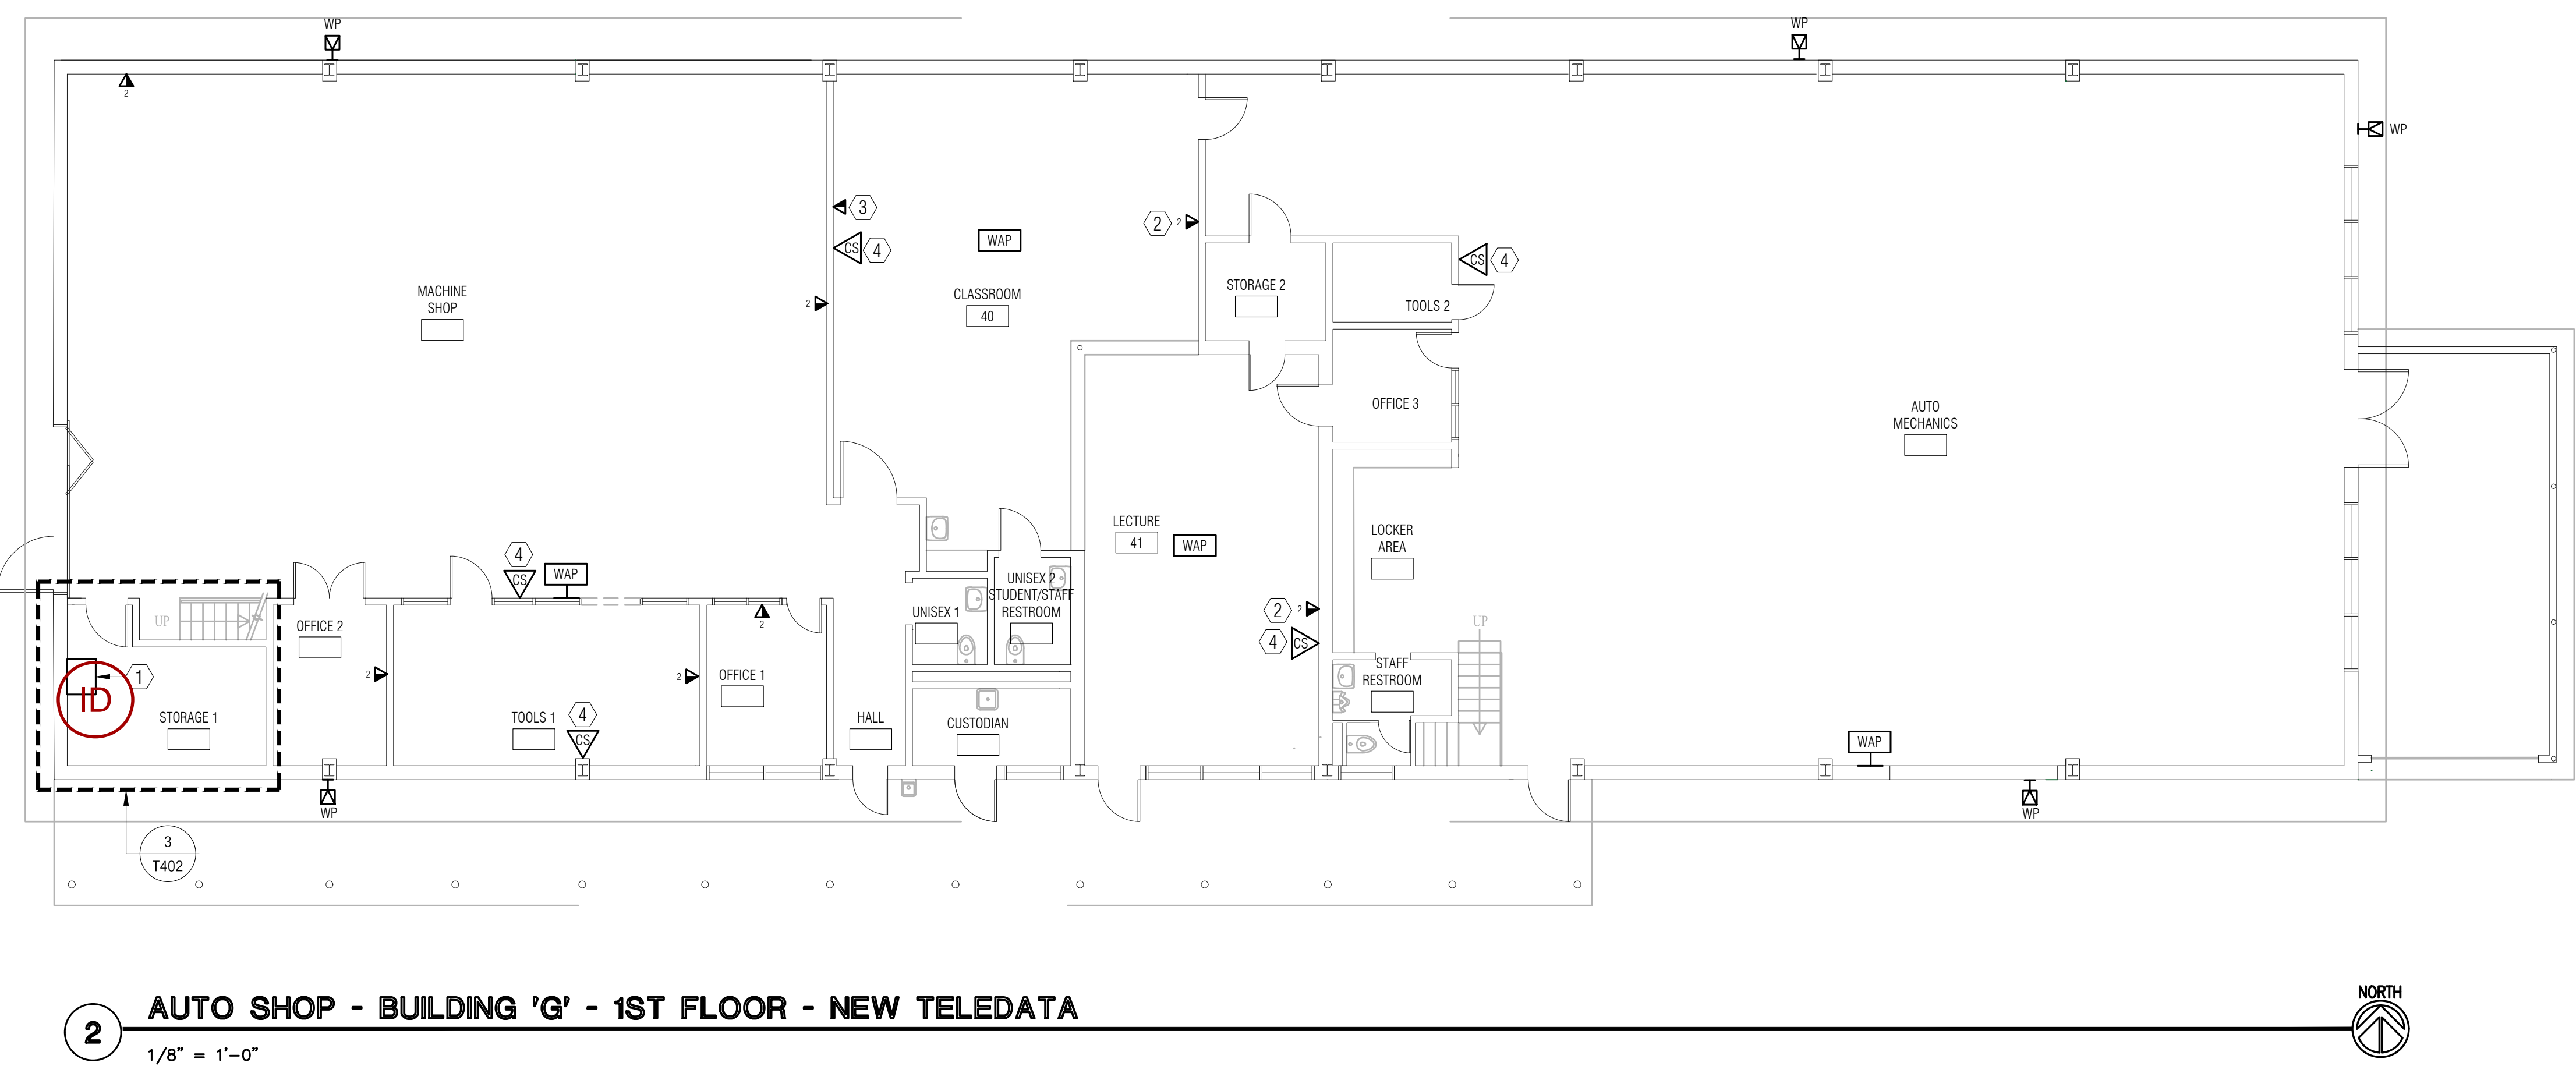 WP
WP
WP
2
3
CS
4
2
2
WAP
CLASSROOM
40
2
MACHINE
SHOP
STORAGE 2
CS
4
TOOLS 2
OFFICE 3
AUTO
MECHANICS
LECTURE
41
WAP
LOCKER
AREA
4
CS
WAP
UNISEX 2
STUDENT/STAFF
RESTROOM
UNISEX 1
2
2
4
CS
UP
UP
OFFICE 2
2
2
2
OFFICE 1
STAFF
RESTROOM
1
ID
STORAGE 1
TOOLS 1
4
CS
HALL
CUSTODIAN
WAP
WP
WP
3
T402
2
AUTO SHOP - BUILDING 'G' - 1ST FLOOR - NEW TELEDATA
1/8" = 1'-0"
NORTH